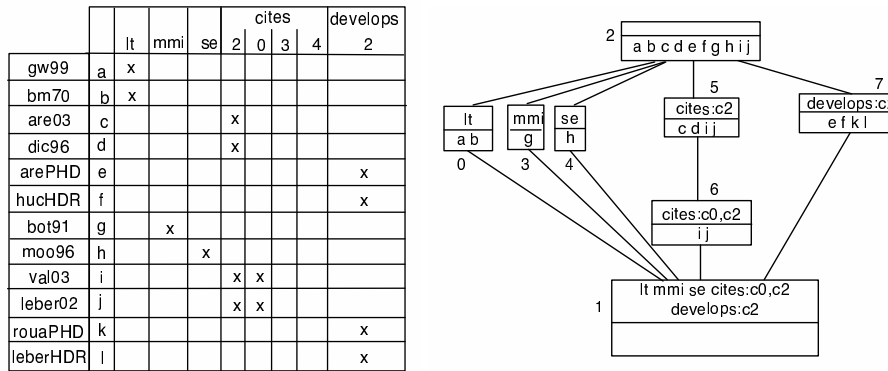 cites develops
lt mmi se 2 0 3 4 2
gw99 a x
bm70 b x
are03 c x
dic96 d x
arePHD e x
hucHDR f x
bot91 g x
moo96 h x
val03 i x x
leber02 j x x
rouaPHD k x
leberHDR l x
2
a b c d e f g h i j
5
7
lt
a b
0
mmi
g
3
se
h
4
cites:c2
c d i j
develops:c2
e f k l
6
cites:c0,c2
i j
1
lt mmi se cites:c0,c2
develops:c2